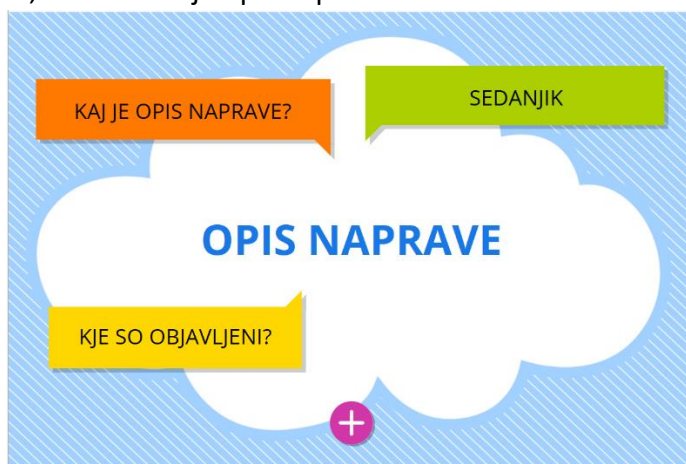 KAJ JE OPIS NAPRAVE?
SEDANJIK
OPIS NAPRAVE
KJE SO OBJAVLJENI?